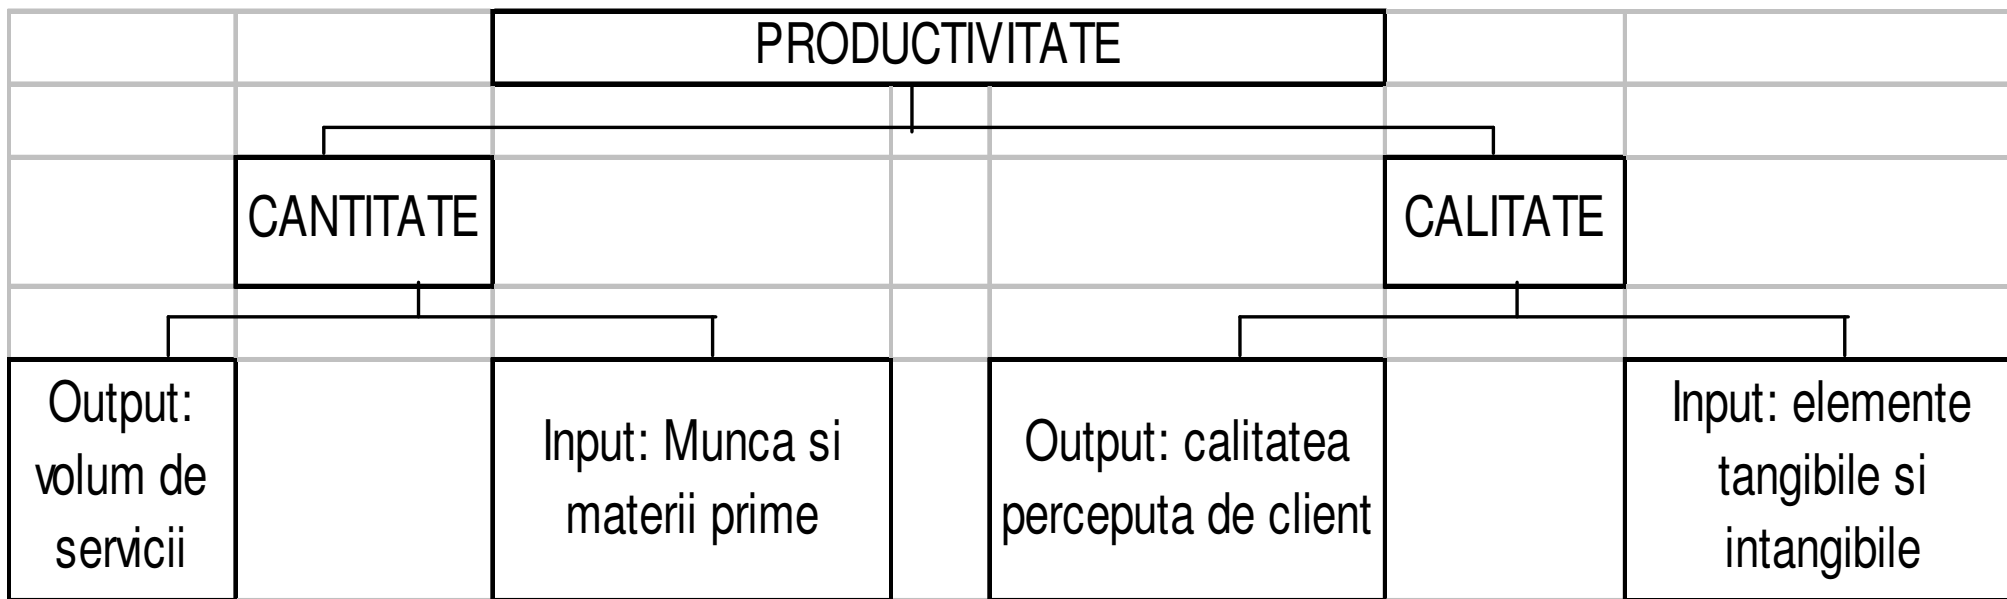 PRODUCTIVITATE
CANTITATE
CALITATE
Output:
volum de
servicii
Input: Munca si
materii prime
Output: calitatea
perceputa de client
Input: elemente
tangibile si
intangibile